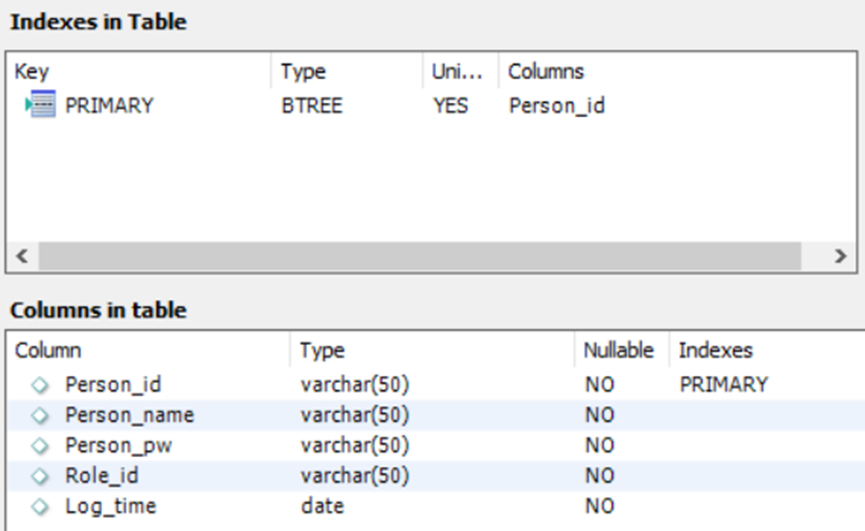 Indexes in Table
Key Type Uni... Columns
PRIMARY BTREE YES Person_id
Columns in table
Column Type Nullable Indexes
Person_id varchar(50) NO PRIMARY
Person_name varchar(50) NO
Person_pw varchar(50) NO
Role_id varchar(50) NO
Log_time date NO